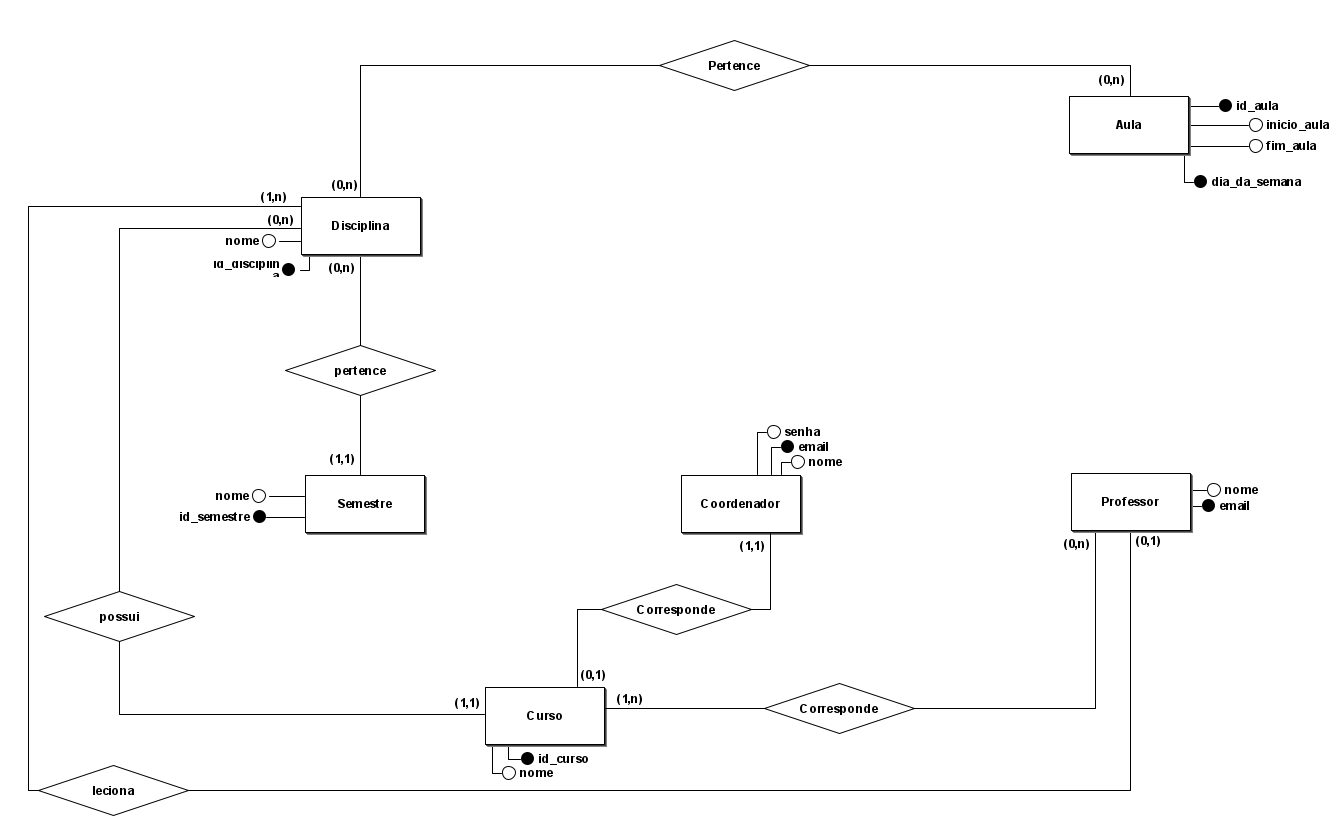 Pertence
(0,n)
id_aula
Aula
inicio_aula
fim_aula
dia_da_semana
(0,n)
(1,n)
(0,n)
Disciplina
nome
id_disciplin
a
(0,n)
pertence
(1,1)
nome
id_semestre
Semestre
senha
email
nome
Coordenador
(1,1)
Professor
nome
email
(0,n)
(0,1)
possui
Corresponde
(0,1)
(1,1)
(1,n)
Curso
Corresponde
id_curso
nome
leciona